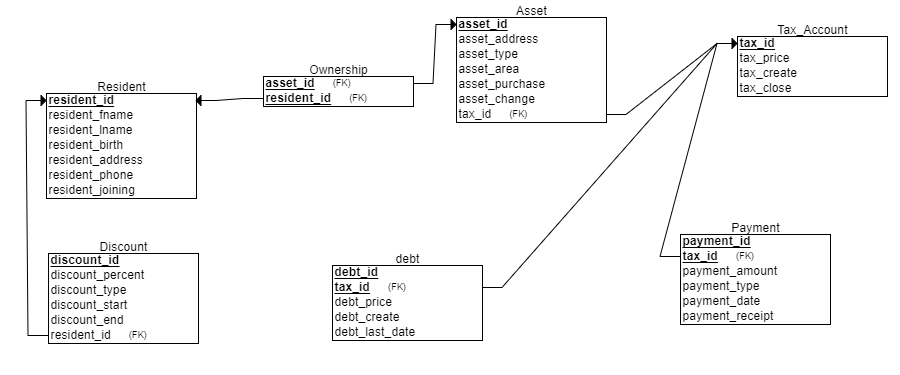 Asset
asset_id
asset_address
asset_type
asset_area
asset_purchase
asset_change
tax_id (FK)
Tax_Account
tax_id
tax_price
tax_create
tax_close
Ownership
asset_id (FK)
resident_id (FK)
Resident
resident_id
resident_fname
resident_lname
resident_birth
resident_address
resident_phone
resident_joining
Discount
discount_id
discount_percent
discount_type
discount_start
discount_end
resident_id (FK)
debt
debt_id
tax_id (FK)
debt_price
debt_create
debt_last_date
Payment
payment_id
tax_id (FK)
payment_amount
payment_type
payment_date
payment_receipt